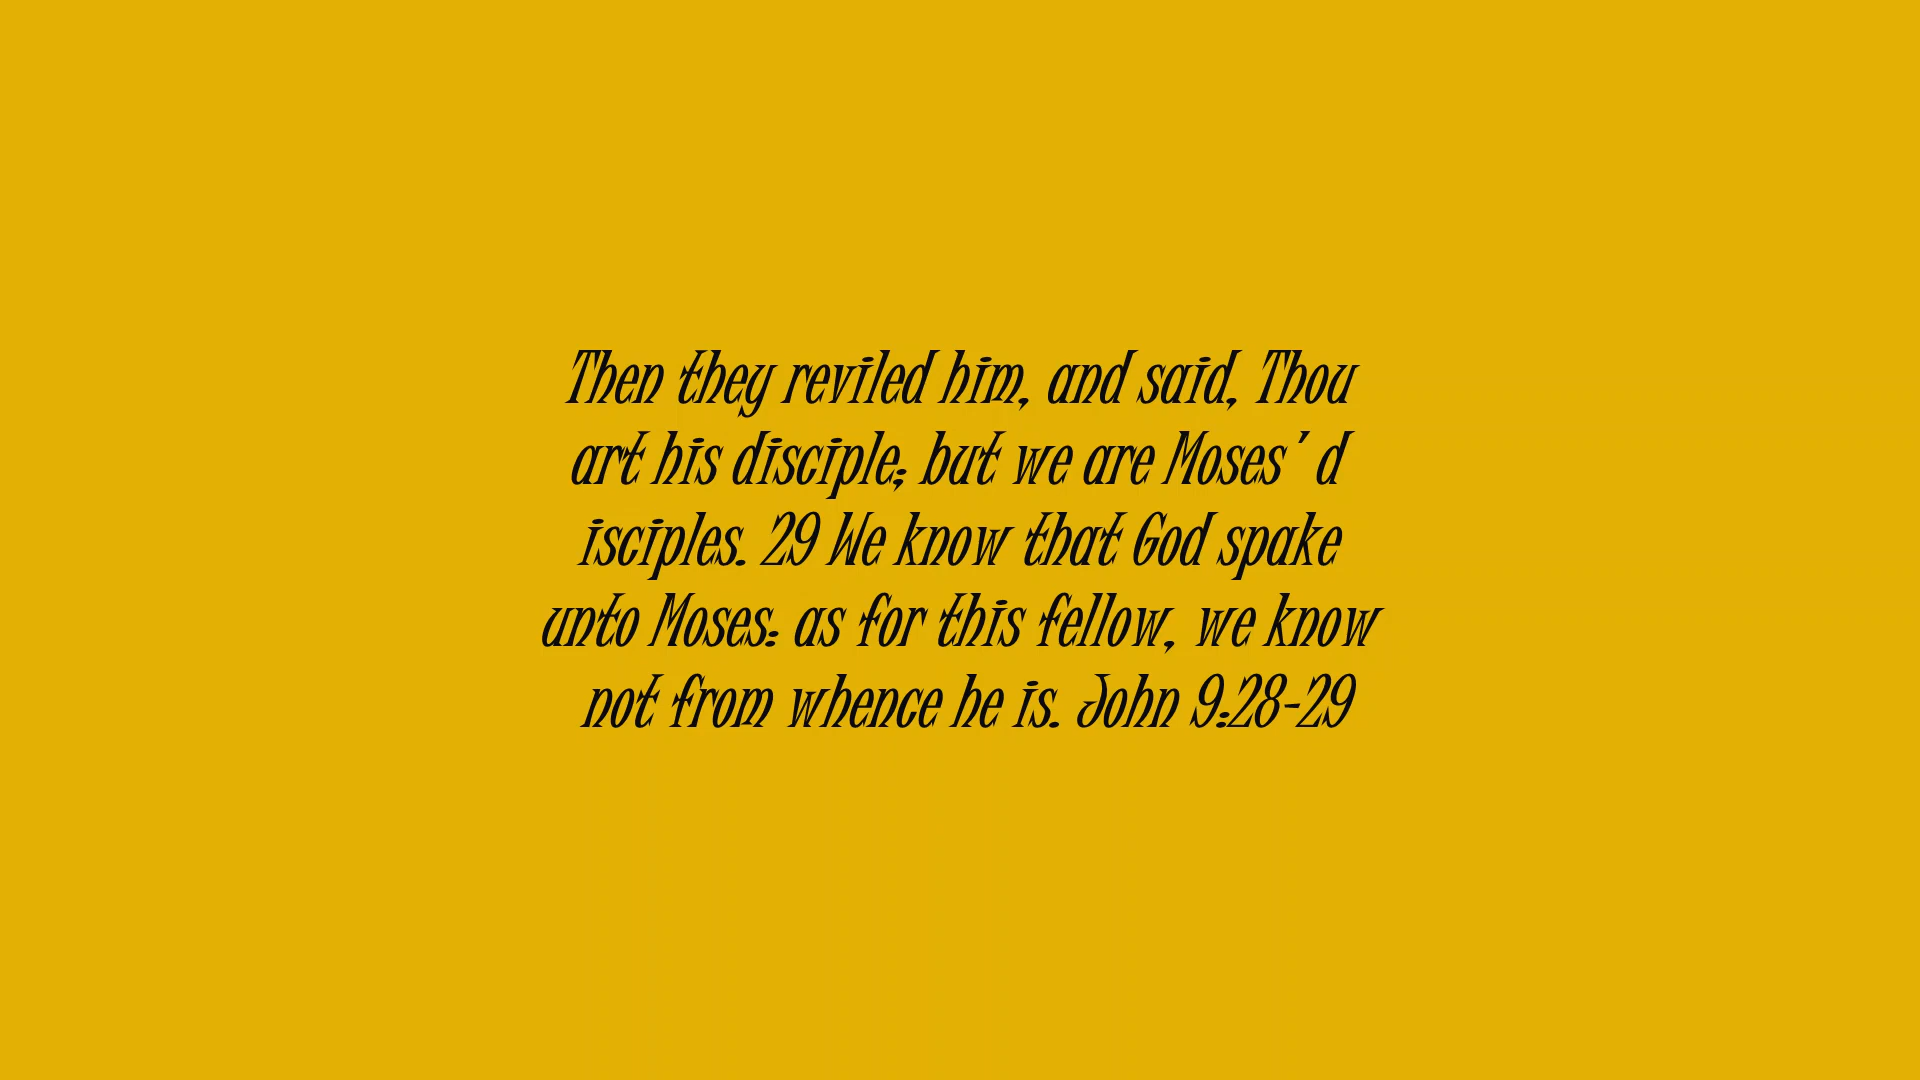 Then they reviled him, and said, Thou
art his disciple; but we are Moses' d
isciples. 29 We know that God spake
unto Moses: as for this fellow, we know
not from whence he is. John 9:28-29